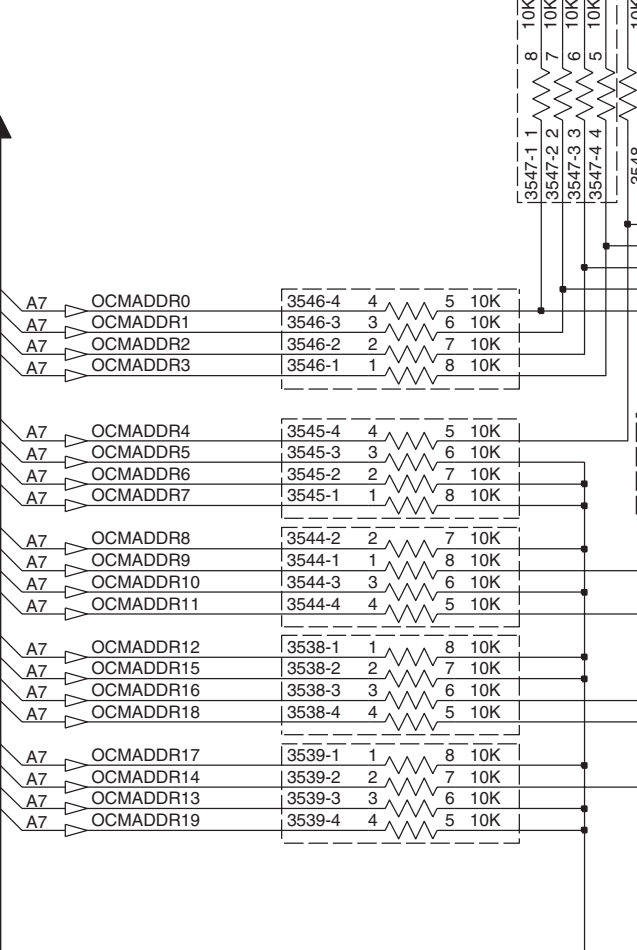 10K 10K 10K 10K 10K
8 7 6 5
3547-1 1
3547-2 2
3547-3 3
3547-4 4
3548
A7 OCMADDR0 3546-4 4 5 10K
A7 OCMADDR1 3546-3 3 6 10K
A7 OCMADDR2 3546-2 2 7 10K
A7 OCMADDR3 3546-1 1 8 10K
A7 OCMADDR4 3545-4 4 5 10K
A7 OCMADDR5 3545-3 3 6 10K
A7 OCMADDR6 3545-2 2 7 10K
A7 OCMADDR7 3545-1 1 8 10K
A7 OCMADDR8 3544-2 2 7 10K
A7 OCMADDR9 3544-1 1 8 10K
A7 OCMADDR10 3544-3 3 6 10K
A7 OCMADDR11 3544-4 4 5 10K
A7 OCMADDR12 3538-1 1 8 10K
A7 OCMADDR15 3538-2 2 7 10K
A7 OCMADDR16 3538-3 3 6 10K
A7 OCMADDR18 3538-4 4 5 10K
A7 OCMADDR17 3539-1 1 8 10K
A7 OCMADDR14 3539-2 2 7 10K
A7 OCMADDR13 3539-3 3 6 10K
A7 OCMADDR19 3539-4 4 5 10K